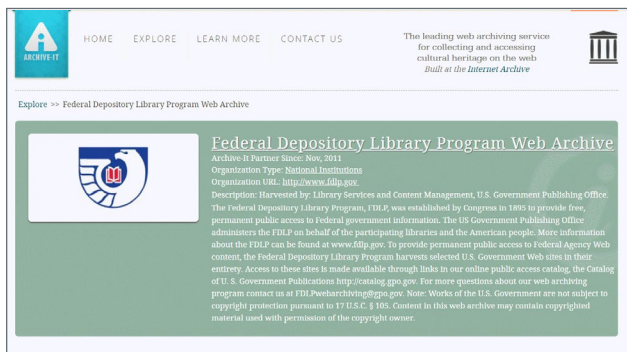 ARCHIVE-IT
HOME EXPLORE LEARN MORE CONTACT US
The leading web archiving service
for collecting and accessing
cultural heritage on the web
Built at the Internet Archive
Explore >> Federal Depository Library Program Web Archive
Federal Depository Library Program Web Archive
Archive-It Partner Since: Nov, 2011
Organization Type: National Institutions
Organization URL: http://www.fdlp.gov
Description: Harvested by: Library Services and Content Management, U.S. Government Publishing Office.
The Federal Depository Library Program, FDLP, was established by Congress in 1895 to provide free,
permanent public access to Federal government information. The US Government Publishing Office
administers the FDLP on behalf of the participating libraries and the American people. More information
about the FDLP can be found at www.fdlp.gov. To provide permanent public access to Federal Agency Web
content, the Federal Depository Library Program harvests selected U.S. Government Web sites in their
entirety. Access to these sites is made available through links in our online public access catalog, the Catalog
of U. S. Government Publications http://catalog.gpo.gov. For more questions about our web archiving
program contact us at FDLPwebarchiving@gpo.gov. Note: Works of the U.S. Government are not subject to
copyright protection pursuant to 17 U.S.C. § 105. Content in this web archive may contain copyrighted
material used with permission of the copyright owner.